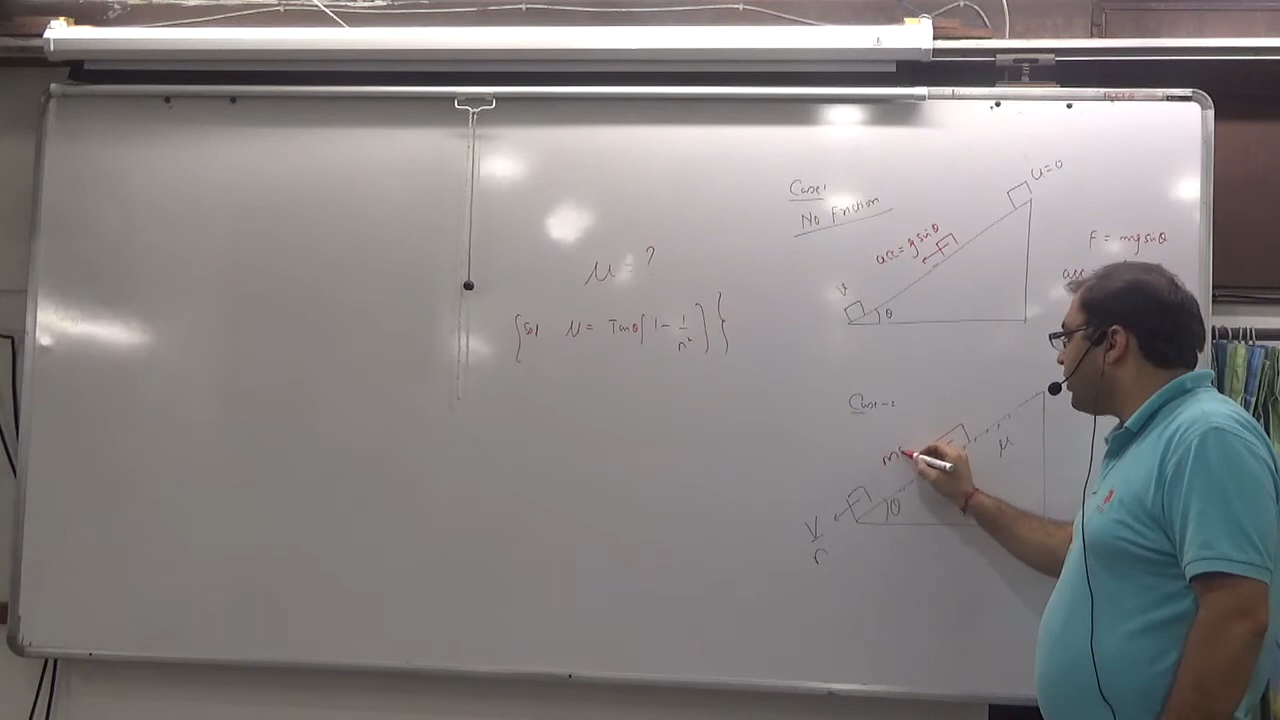 Case 1
No Friction
u=0
acc = g sinθ
F = mg sinθ
acc =
v
θ
μ = ?
{Sol μ = Tanθ[1 - 1/n²]}
Case-2
μ
θ
V/n